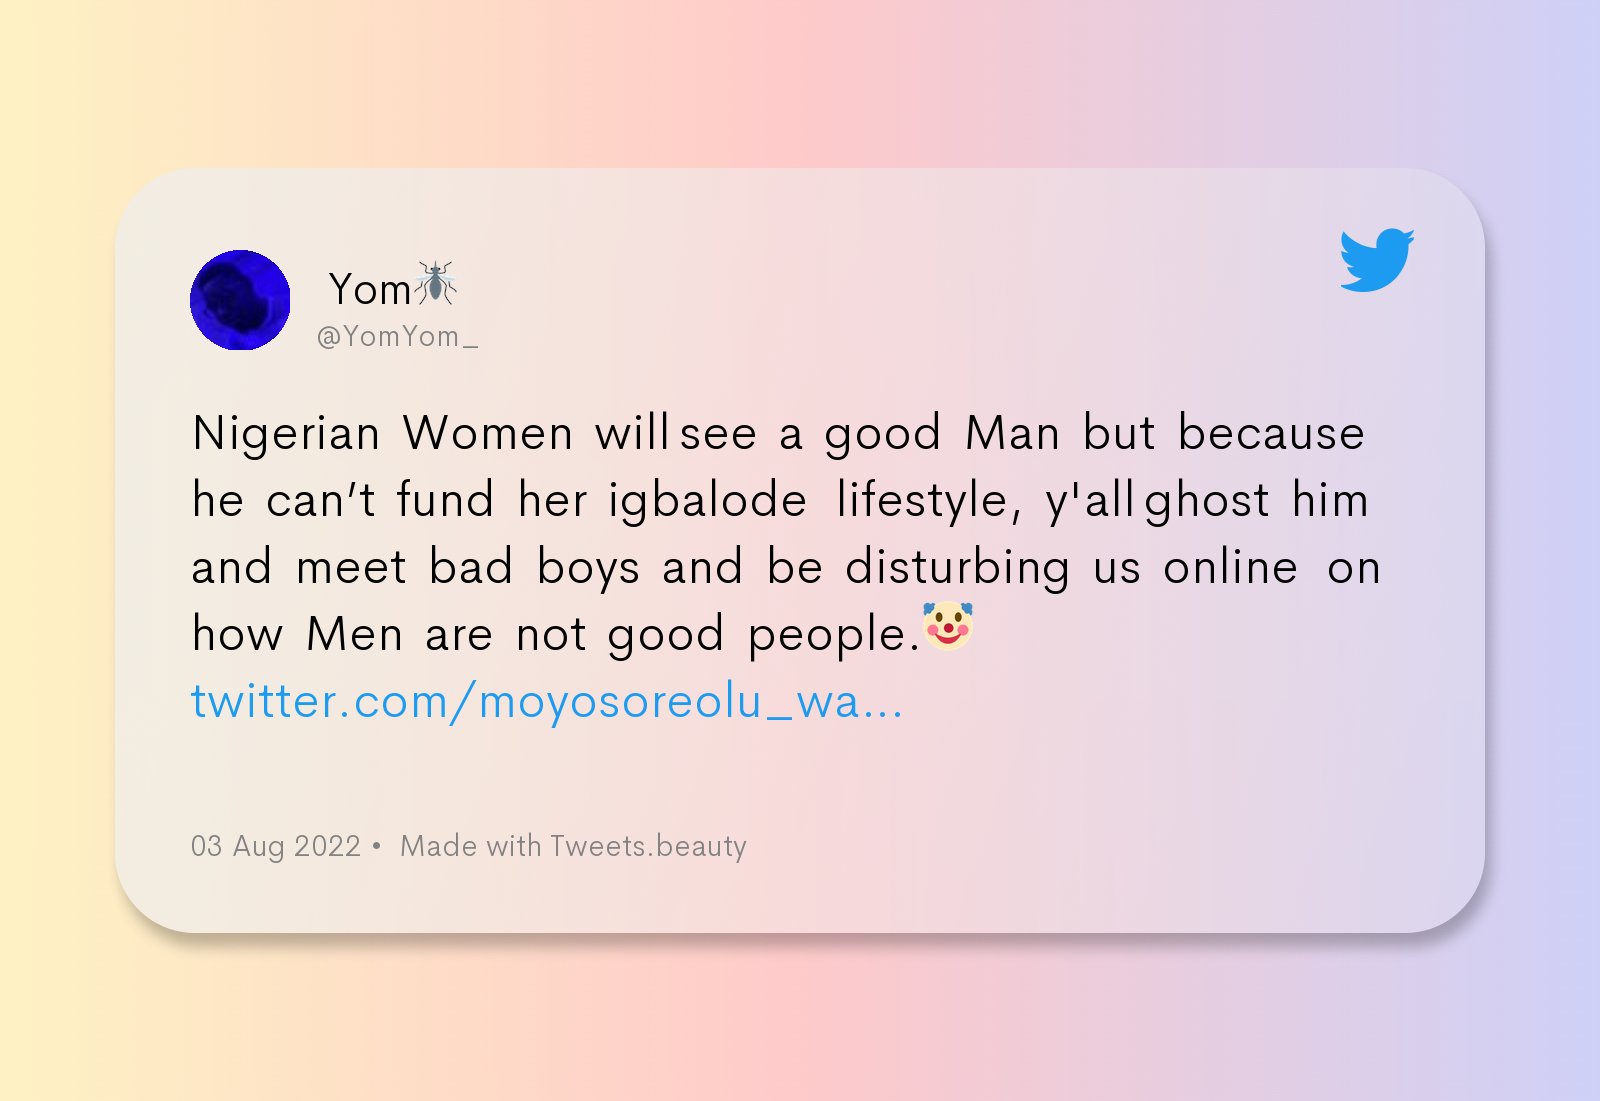 Yom🦟
@YomYom_
Nigerian Women will see a good Man but because
he can’t fund her igbalode lifestyle, y'all ghost him
and meet bad boys and be disturbing us online on
how Men are not good people.🤡
twitter.com/moyosoreolu_wa...
03 Aug 2022 • Made with Tweets.beauty